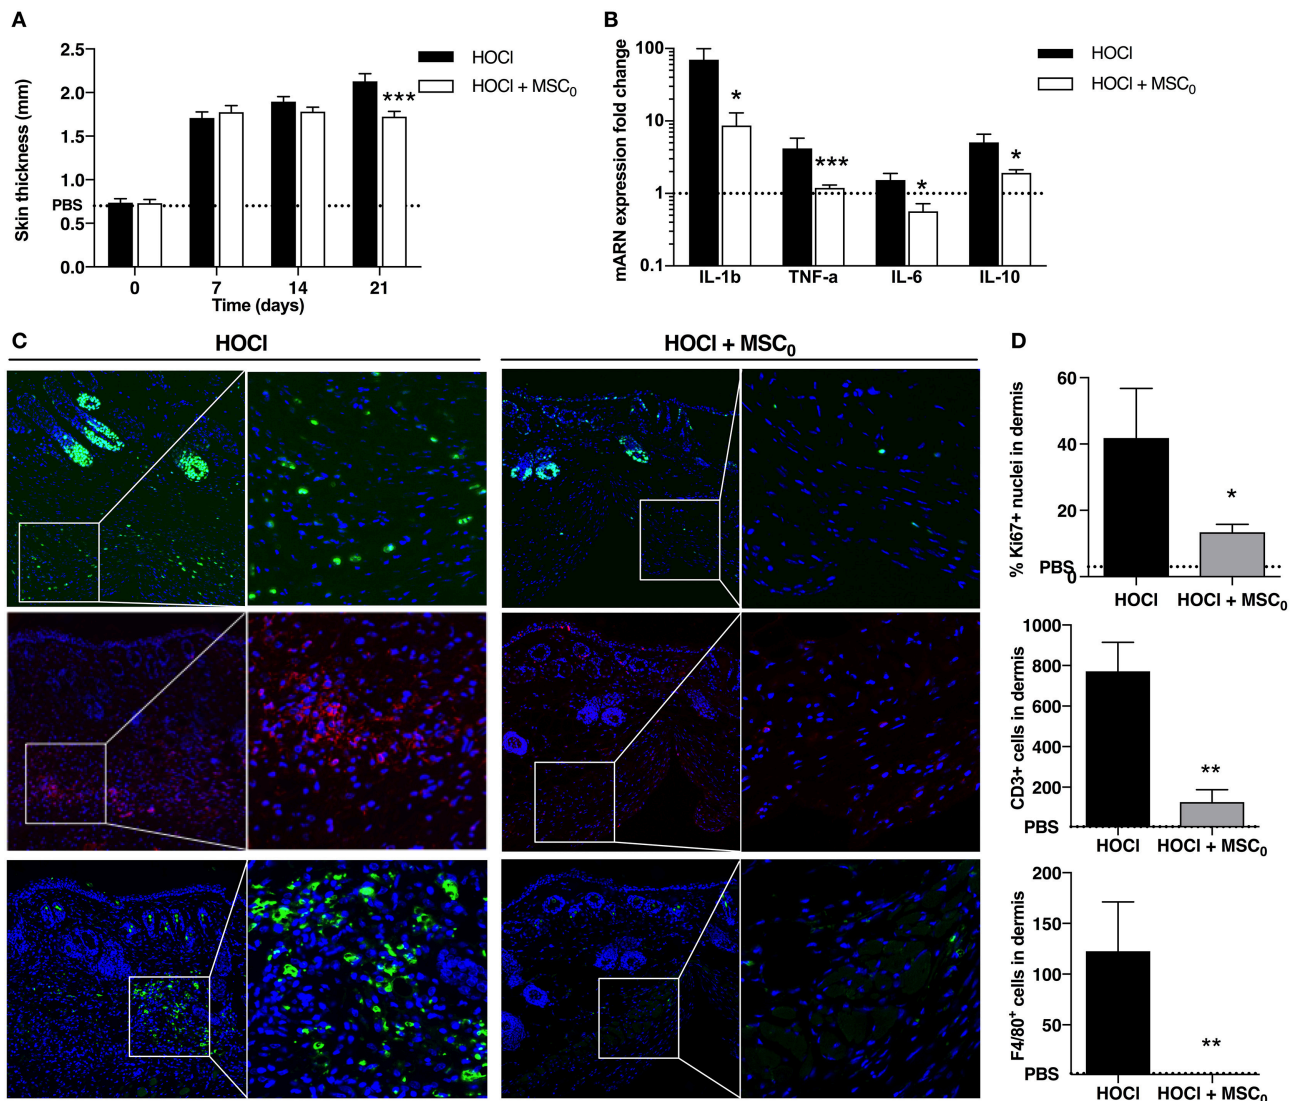 A
Skin thickness (mm)
2.5
2.0
1.5
1.0
0.5
0.0
PBS
0 7 14 21
Time (days)
***
HOCl
HOCl + MSC0
B
mARN expression fold change
100
10
1
0.1
* *** * *
IL-1b TNF-a IL-6 IL-10
HOCl
HOCl + MSC0
C
HOCl
HOCl + MSC0
D
% Ki67+ nuclei in dermis
60
40
20
0
PBS
*
HOCl HOCl + MSC0
CD3+ cells in dermis
1000
800
600
400
200
PBS
**
HOCl HOCl + MSC0
F4/80+ cells in dermis
200
150
100
50
PBS
**
HOCl HOCl + MSC0